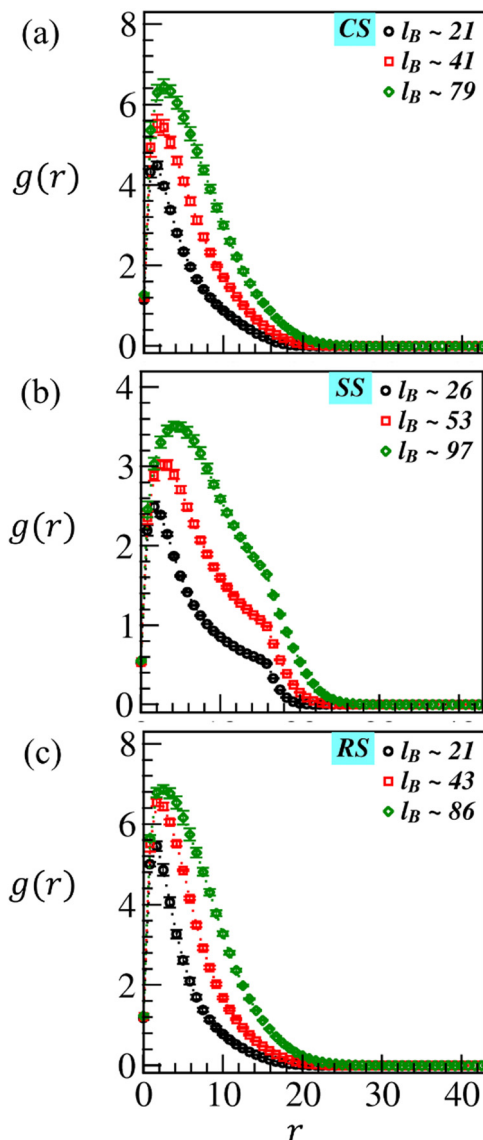 (a)
CS
l_B ~ 21
l_B ~ 41
l_B ~ 79
8
6
4
2
0
g(r)
(b)
SS
l_B ~ 26
l_B ~ 53
l_B ~ 97
4
3
2
1
0
g(r)
(c)
RS
l_B ~ 21
l_B ~ 43
l_B ~ 86
8
6
4
2
0
g(r)
0 10 20 30 40
r